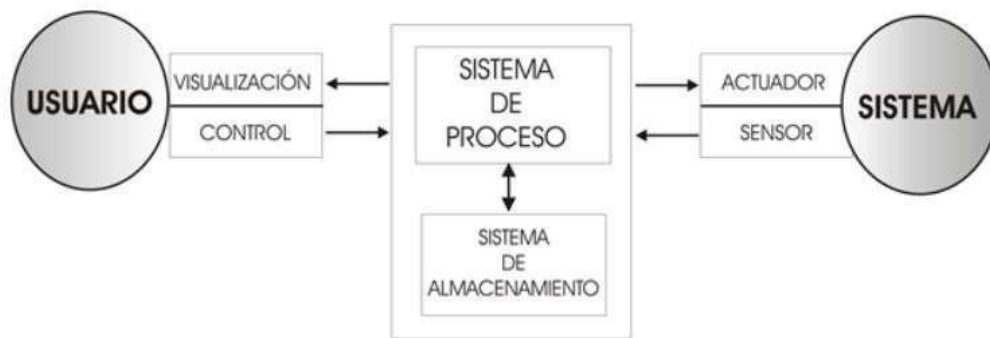 USUARIO
VISUALIZACIÓN
CONTROL
SISTEMA
DE
PROCESO
SISTEMA
DE
ALMACENAMIENTO
ACTUADOR
SENSOR
SISTEMA